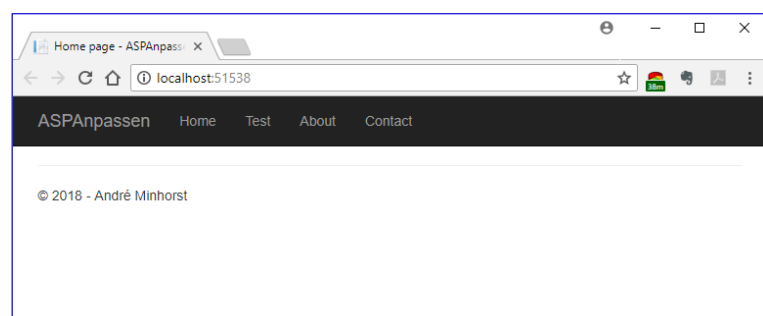 Home page - ASPAnpass
localhost:51538
38m
ASPAnpassen Home Test About Contact
© 2018 - André Minhorst